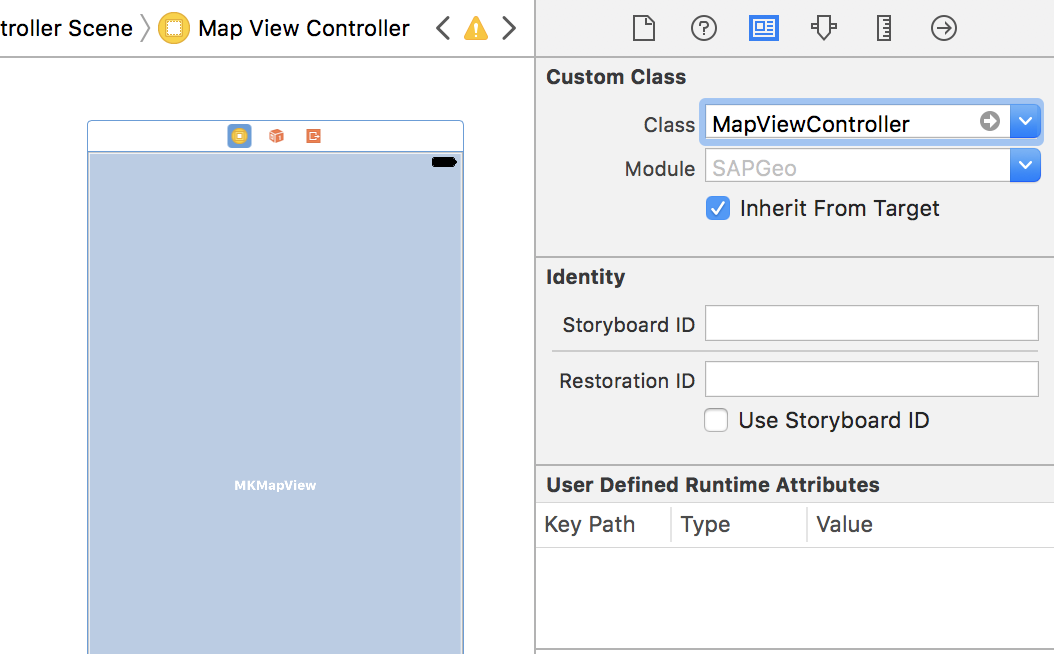 troller Scene
Map View Controller
Custom Class
Class
MapViewController
Module
SAPGeo
Inherit From Target
Identity
Storyboard ID
Restoration ID
Use Storyboard ID
MKMapView
User Defined Runtime Attributes
Key Path Type Value